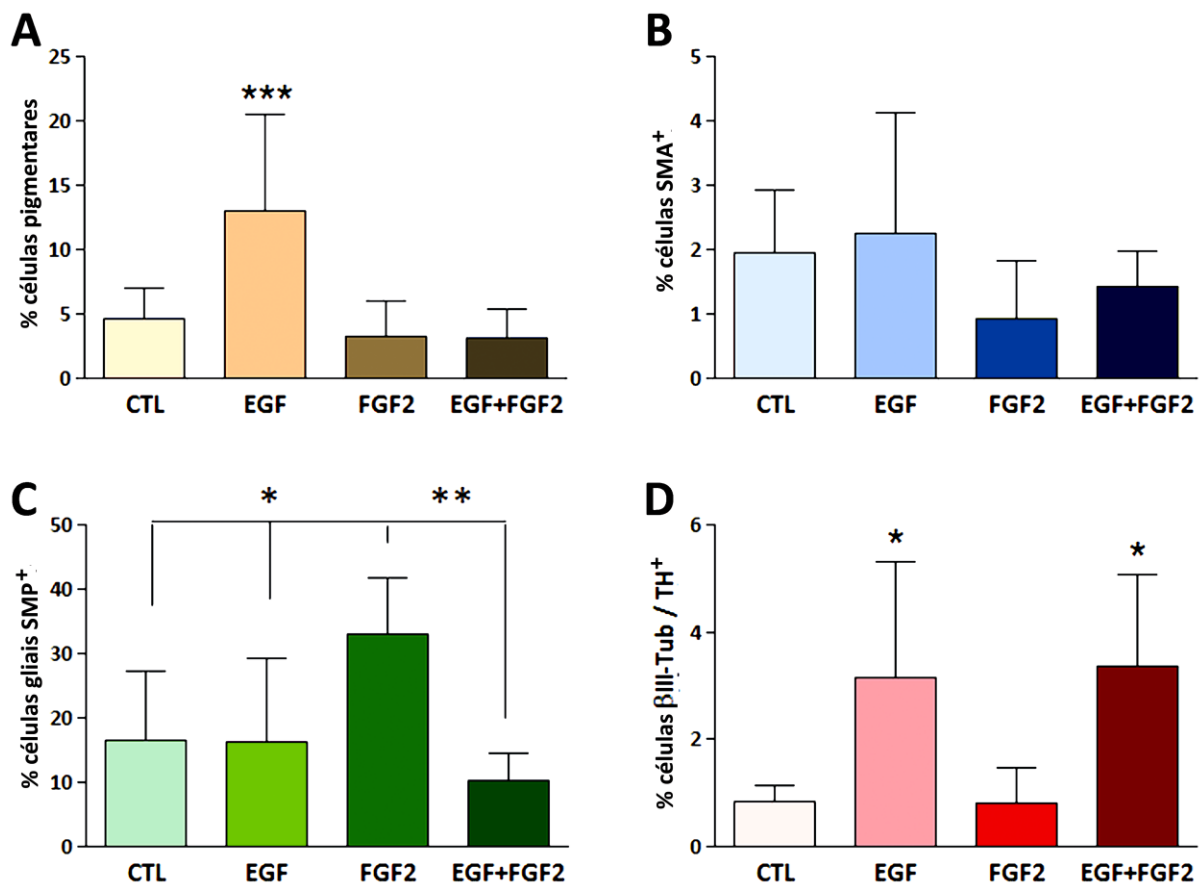 A
% células pigmentares
25
20
15
10
5
0
***
CTL EGF FGF2 EGF+FGF2
B
% células SMA+
5
4
3
2
1
0
CTL EGF FGF2 EGF+FGF2
C
% células gliais SMP+
50
40
30
20
10
0
* **
CTL EGF FGF2 EGF+FGF2
D
% células βIII-Tub / TH+
6
4
2
0
* *
CTL EGF FGF2 EGF+FGF2